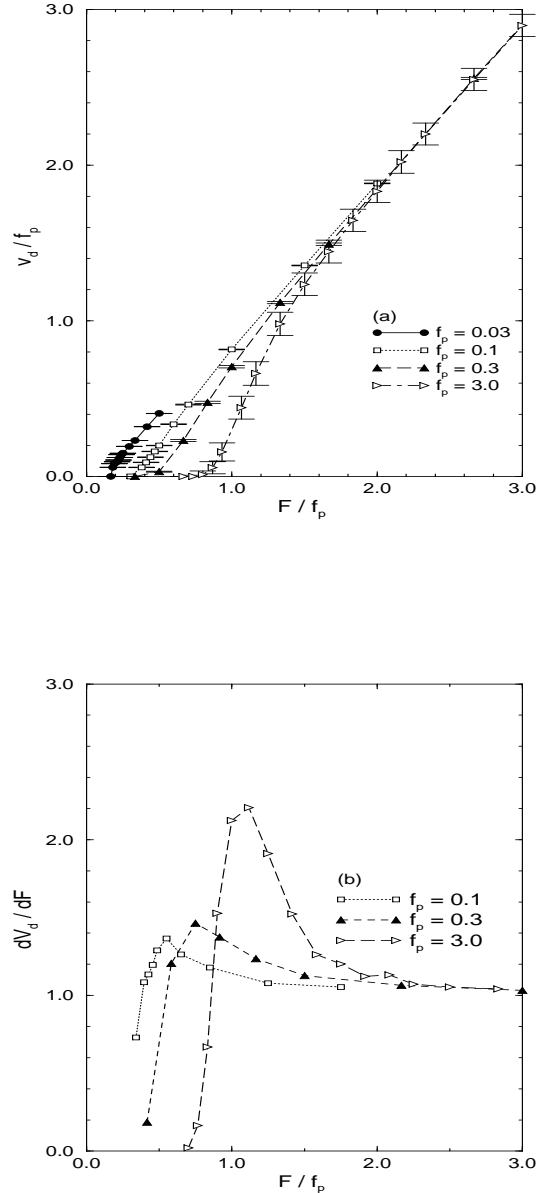 3.0
2.0
1.0
0.0
v_d / f_p
(a)
f_p = 0.03
f_p = 0.1
f_p = 0.3
f_p = 3.0
0.0 1.0 2.0 3.0
F / f_p
3.0
2.0
1.0
0.0
dV_d / dF
(b)
f_p = 0.1
f_p = 0.3
f_p = 3.0
0.0 1.0 2.0 3.0
F / f_p